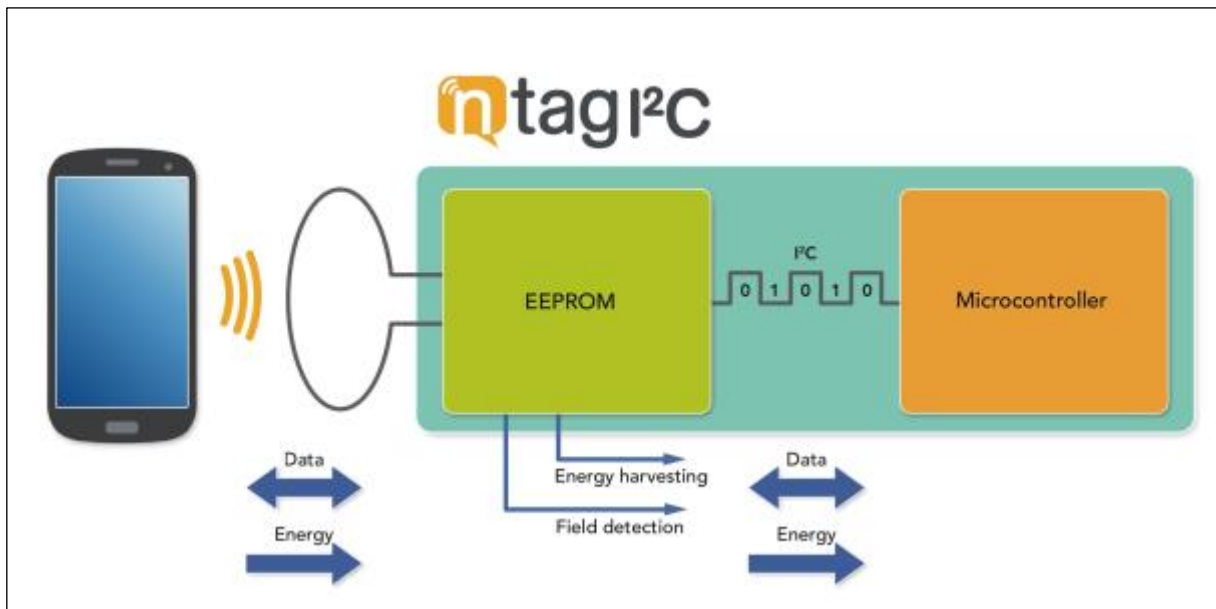 ntag I²C
I²C
0 1 0 1 0
EEPROM
Microcontroller
Data
Energy harvesting
Data
Field detection
Energy
Energy